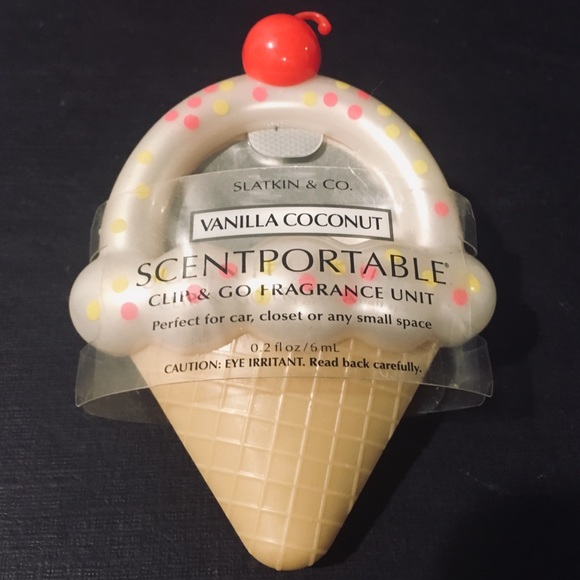 SLATKIN & CO.
VANILLA COCONUT
SCENTPORTABLE®
CLIP & GO FRAGRANCE UNIT
Perfect for car, closet or any small space
0.2 fl oz/6 mL
CAUTION: EYE IRRITANT. Read back carefully.